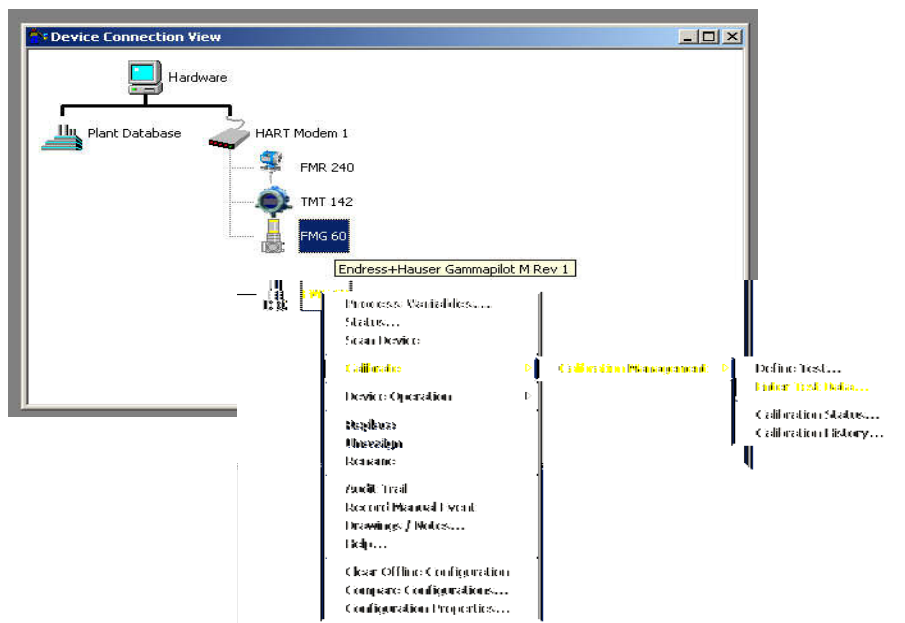 Device Connection View
Hardware
Plant Database
HART Modem 1
FMR 240
TMT 142
FMG 60
Endress+Hauser Gammapilot M Rev 1
Process Variables...
Status...
Scan Device
Calibrate
Calibration Management
Define Test...
Enter Test Data...
Calibration Status...
Calibration History...
Device Operation
Replace
Unassign
Rename
Audit Trail
Record Manual Event
Drawings / Notes...
Help...
Clear Offline Configuration
Compare Configurations...
Configuration Properties...